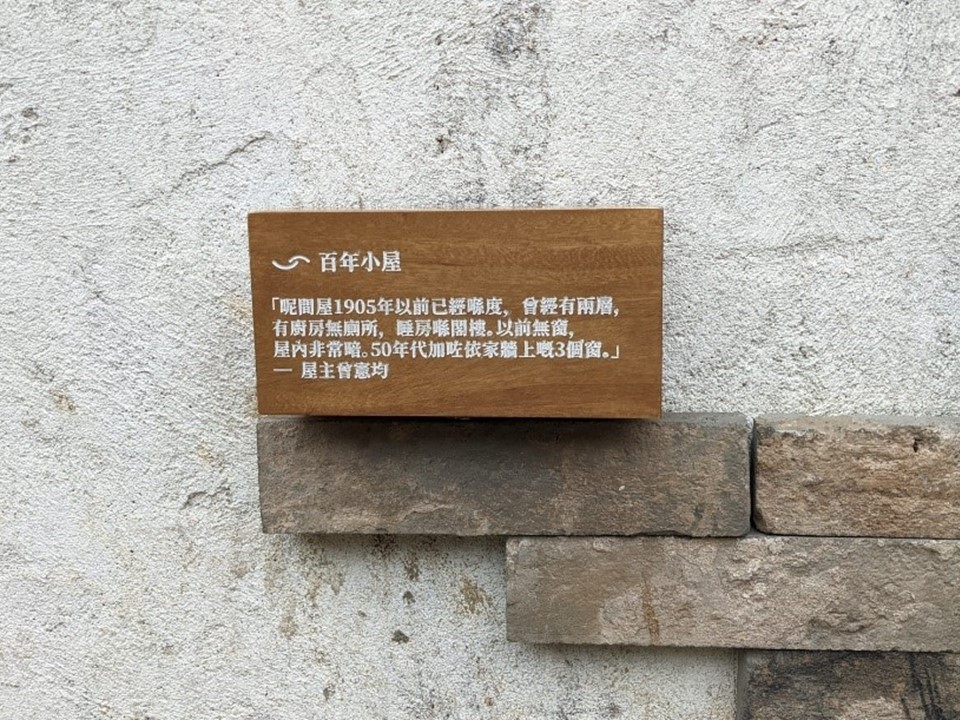 百年小屋
「呢間屋1905年以前已經喺度，曾經有兩層，
有廚房無廁所，睡房喺閣樓。以前無窗，
屋內非常暗。50年代加咗依家牆上嘅3個窗。」
— 屋主曾憲均